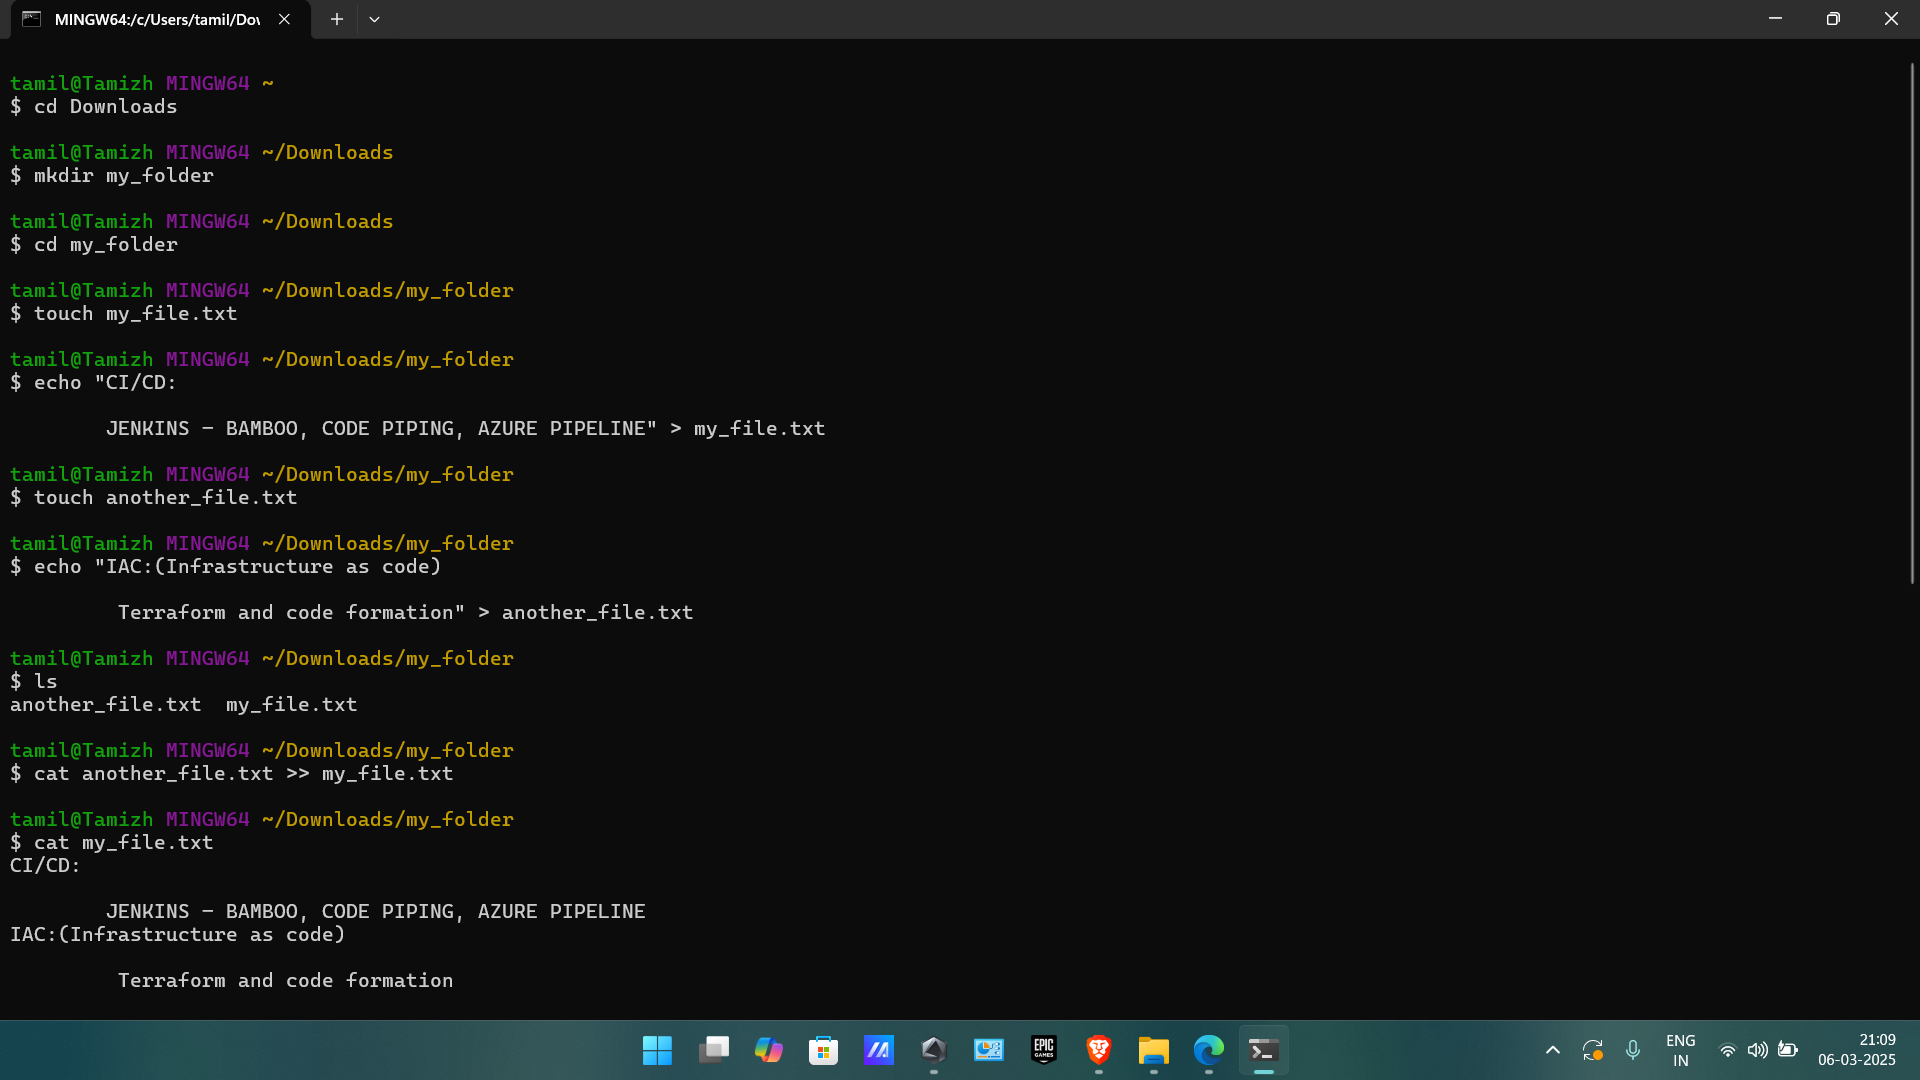 MINGW64:/c/Users/tamil/Dov
tamil@Tamizh MINGW64 ~
$ cd Downloads
tamil@Tamizh MINGW64 ~/Downloads
$ mkdir my_folder
tamil@Tamizh MINGW64 ~/Downloads
$ cd my_folder
tamil@Tamizh MINGW64 ~/Downloads/my_folder
$ touch my_file.txt
tamil@Tamizh MINGW64 ~/Downloads/my_folder
$ echo "CI/CD:
JENKINS - BAMBOO, CODE PIPING, AZURE PIPELINE" > my_file.txt
tamil@Tamizh MINGW64 ~/Downloads/my_folder
$ touch another_file.txt
tamil@Tamizh MINGW64 ~/Downloads/my_folder
$ echo "IAC:(Infrastructure as code)
Terraform and code formation" > another_file.txt
tamil@Tamizh MINGW64 ~/Downloads/my_folder
$ ls
another_file.txt  my_file.txt
tamil@Tamizh MINGW64 ~/Downloads/my_folder
$ cat another_file.txt >> my_file.txt
tamil@Tamizh MINGW64 ~/Downloads/my_folder
$ cat my_file.txt
CI/CD:
JENKINS - BAMBOO, CODE PIPING, AZURE PIPELINE
IAC:(Infrastructure as code)
Terraform and code formation
EPIC
GAMES
ENG
IN
21:09
06-03-2025